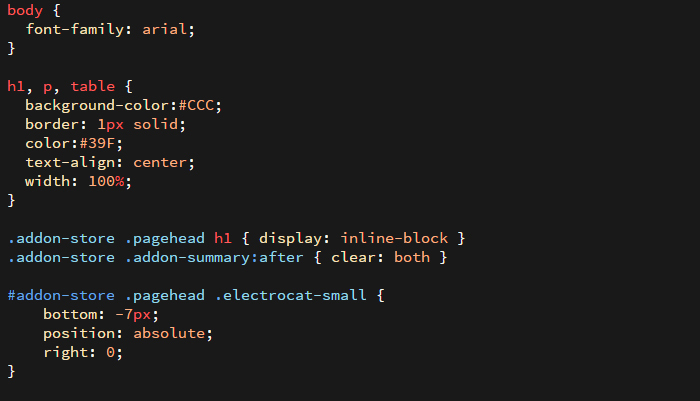 body {
  font-family: arial;
}

h1, p, table {
  background-color:#CCC;
  border: 1px solid;
  color:#39F;
  text-align: center;
  width: 100%;
}

.addon-store .pagehead h1 { display: inline-block }
.addon-store .addon-summary:after { clear: both }

#addon-store .pagehead .electrocat-small {
    bottom: -7px;
    position: absolute;
    right: 0;
}